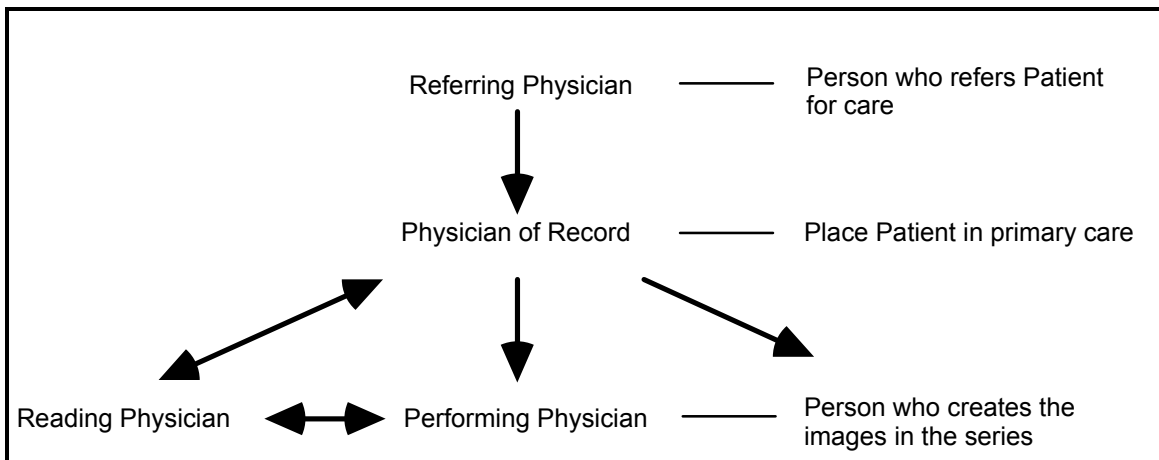 Referring Physician
Person who refers Patient
for care
Physician of Record
Place Patient in primary care
Reading Physician
Performing Physician
Person who creates the
images in the series